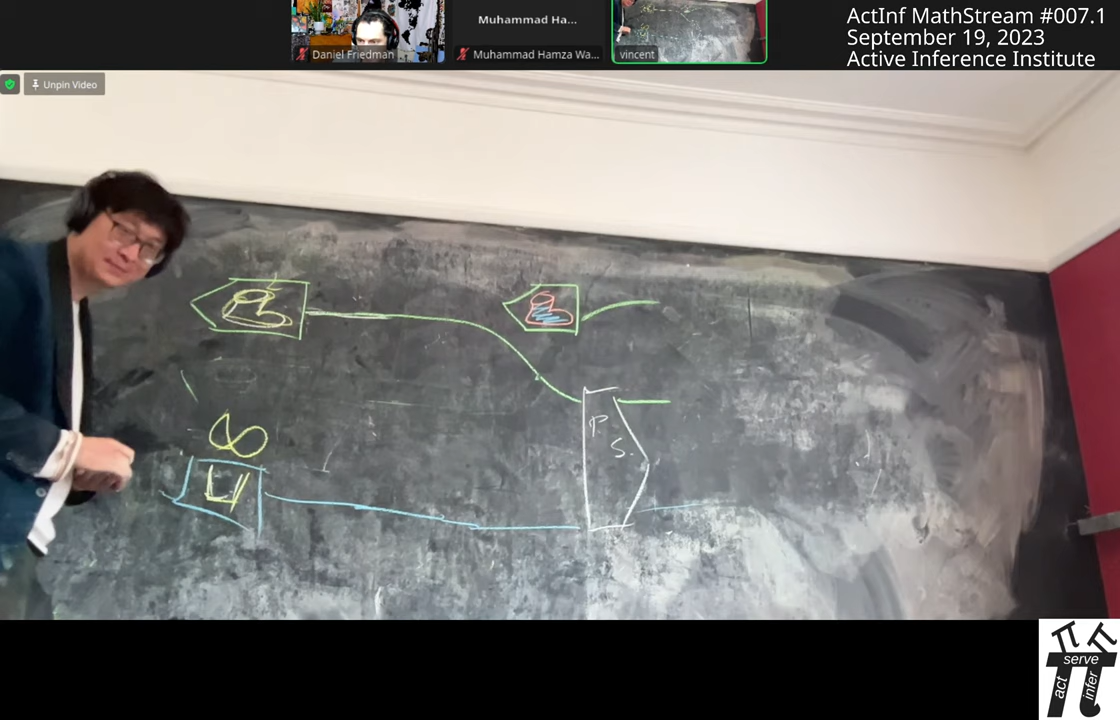 Muhammad Ha...
Daniel Friedman
Muhammad Hamza Wa...
vincent
ActInf MathStream #007.1
September 19, 2023
Active Inference Institute
Unpin Video
P.
S.
serve
act
infer